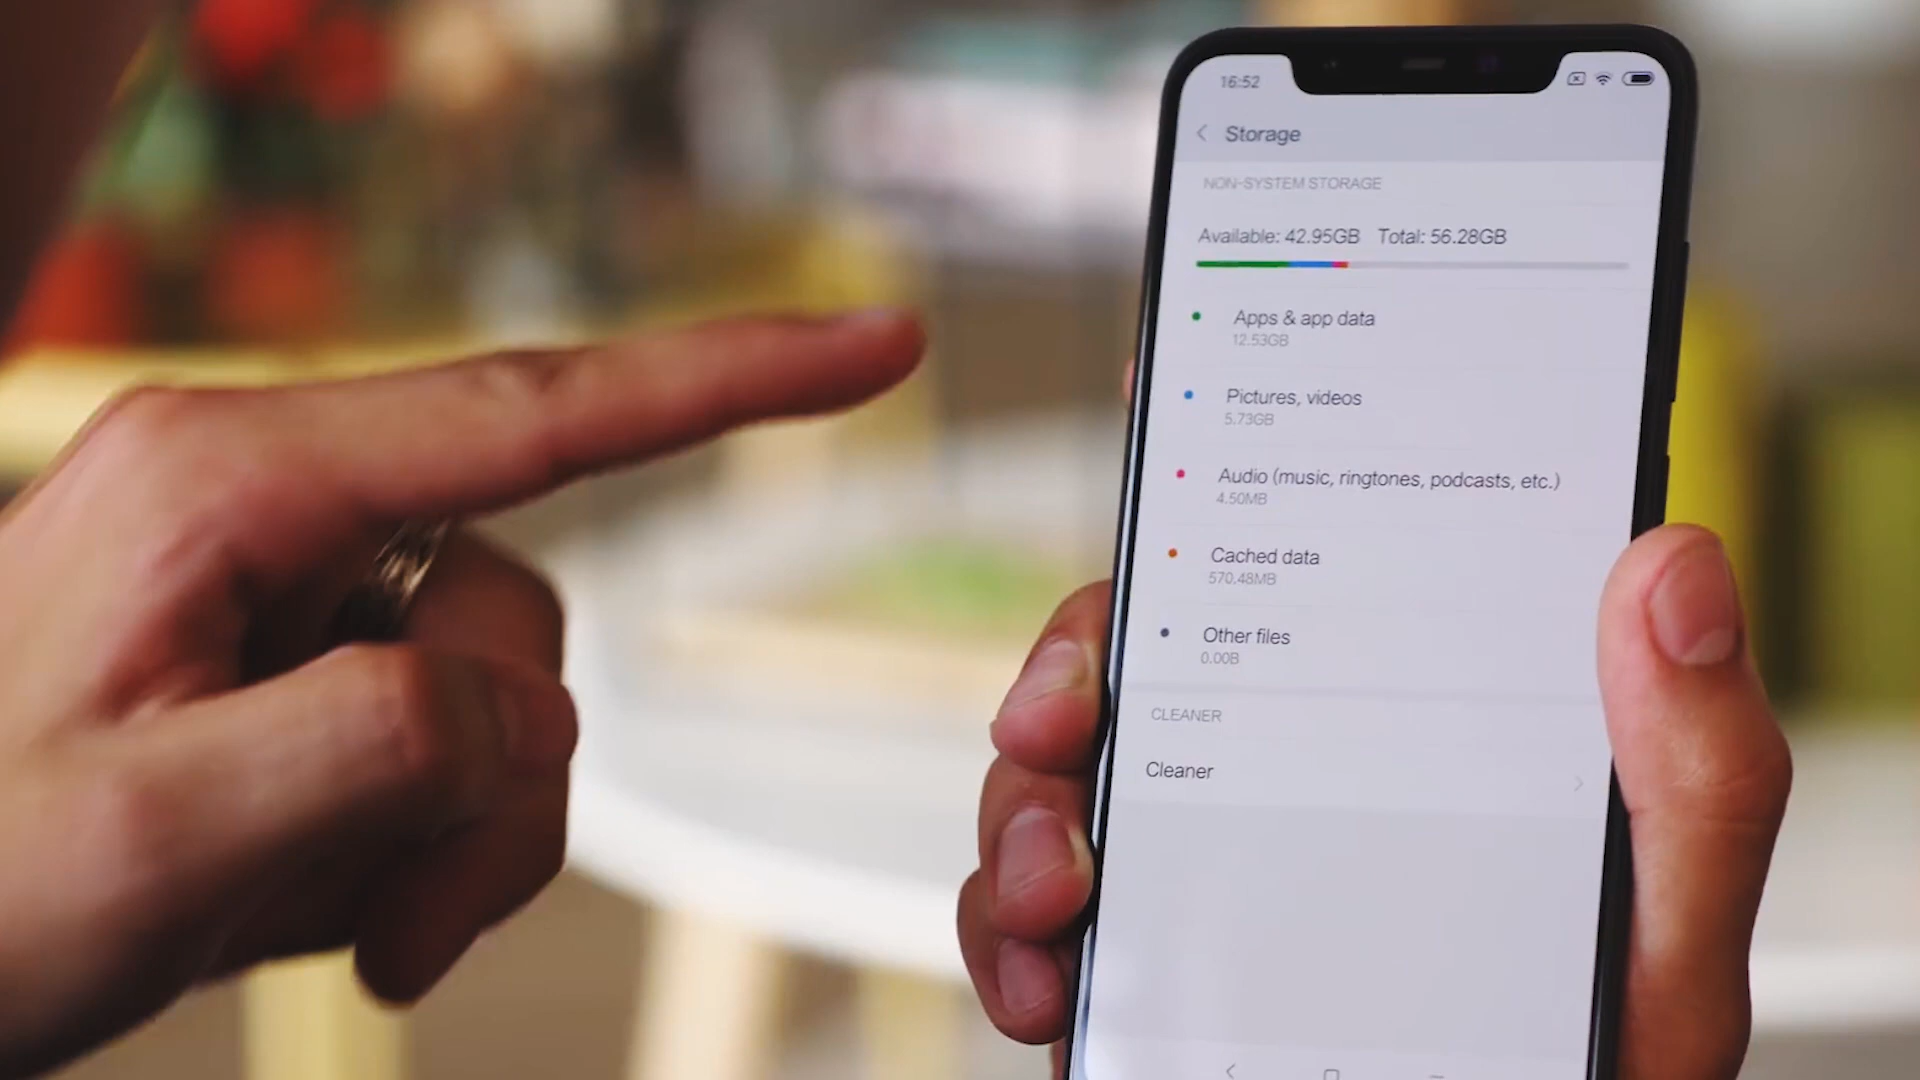 16:52
Storage
NON-SYSTEM STORAGE
Available: 42.95GB Total: 56.28GB
Apps & app data
12.53GB
Pictures, videos
5.73GB
Audio (music, ringtones, podcasts, etc.)
4.50MB
Cached data
570.48MB
Other files
0.00B
CLEANER
Cleaner